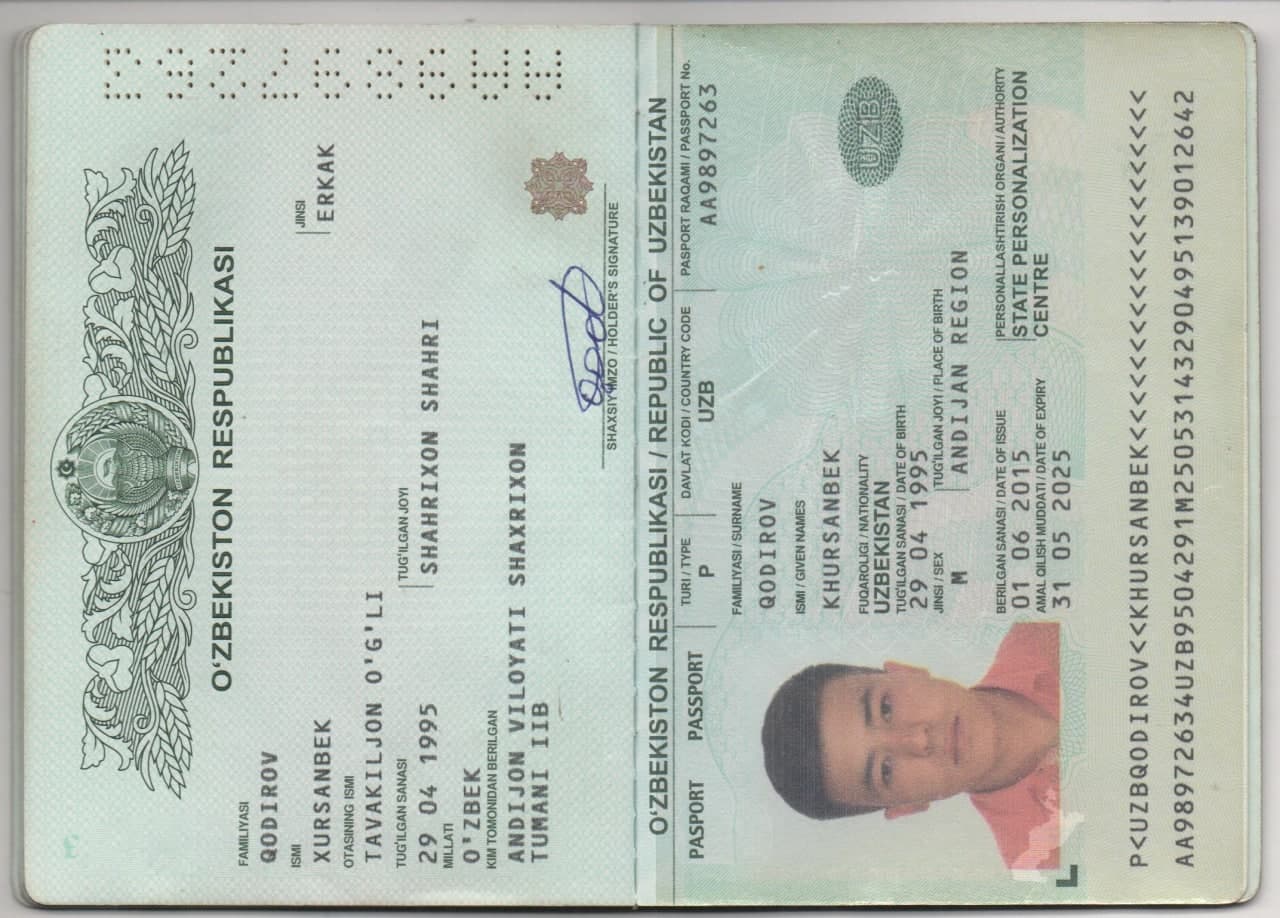 O‘ZBEKISTON RESPUBLIKASI
FAMILIYASI
QODIROV
ISMI
XURSANBEK
JINSI
ERKAK
OTASINING ISMI
TAVAKILJON O'G'LI
TUG‘ILGAN SANASI
29 04 1995
TUG‘ILGAN JOYI
SHAHRIXON SHAHRI
MILLATI
O'ZBEK
KIM TOMONIDAN BERILGAN
ANDIJON VILOYATI SHAXRIXON
TUMANI IIB
SHAXSIY IMZO / HOLDER'S SIGNATURE
AA9897263
O‘ZBEKISTON RESPUBLIKASI / REPUBLIC OF UZBEKISTAN
PASPORT PASSPORT
TURI / TYPE
P
DAVLAT KODI / COUNTRY CODE
UZB
PASPORT RAQAMI / PASSPORT No.
AA9897263
FAMILIYASI / SURNAME
QODIROV
ISMI / GIVEN NAMES
KHURSANBEK
FUQAROLIGI / NATIONALITY
UZBEKISTAN
TUG‘ILGAN SANASI / DATE OF BIRTH
29 04 1995
JINSI / SEX
M
TUG‘ILGAN JOYI / PLACE OF BIRTH
ANDIJAN REGION
UZB
BERILGAN SANASI / DATE OF ISSUE
01 06 2015
AMAL QILISH MUDDATI / DATE OF EXPIRY
31 05 2025
PERSONALLASHTIRISH ORGANI / AUTHORITY
STATE PERSONALIZATION
CENTRE
P<UZBQODIROV<<KHURSANBEK<<<<<<<<<<<<<<<<<<<<
AA98972634UZB9504291M25053143290495139012642